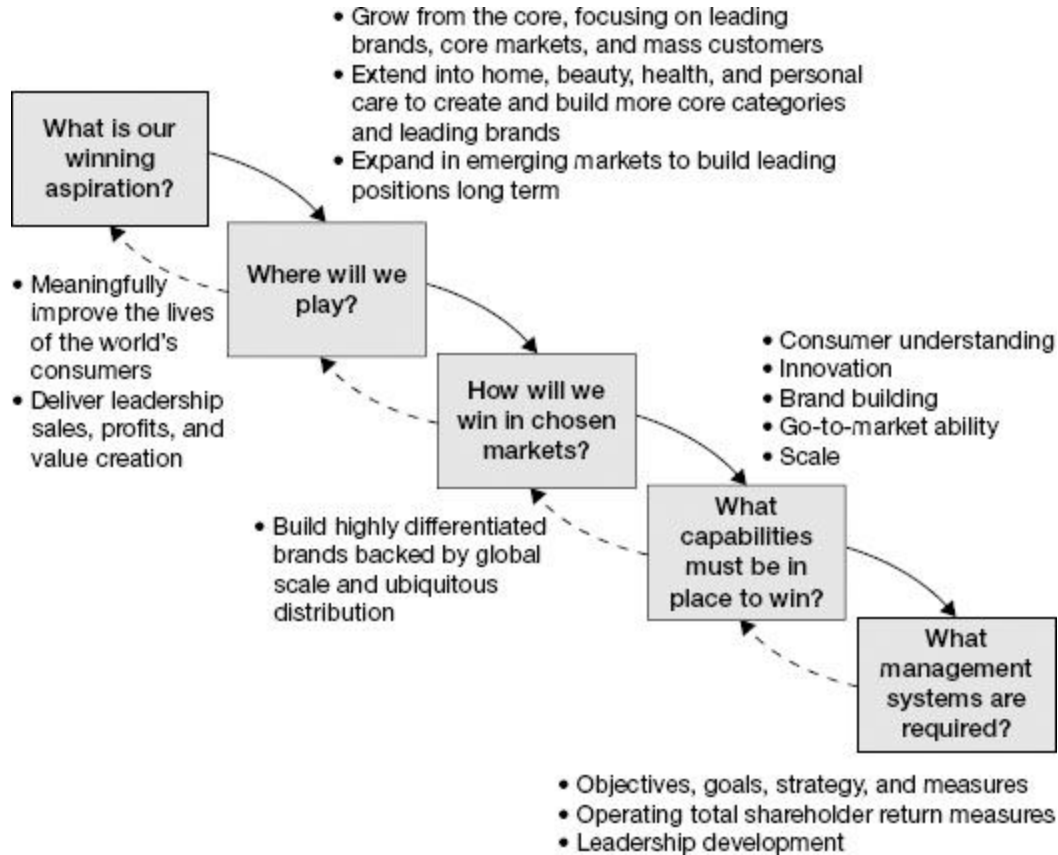 • Grow from the core, focusing on leading
brands, core markets, and mass customers
• Extend into home, beauty, health, and personal
care to create and build more core categories
and leading brands
• Expand in emerging markets to build leading
positions long term
What is our
winning
aspiration?
• Meaningfully
improve the lives
of the world's
consumers
• Deliver leadership
sales, profits, and
value creation
Where will we
play?
How will we
win in chosen
markets?
• Build highly differentiated
brands backed by global
scale and ubiquitous
distribution
• Consumer understanding
• Innovation
• Brand building
• Go-to-market ability
• Scale
What
capabilities
must be in
place to win?
What
management
systems are
required?
• Objectives, goals, strategy, and measures
• Operating total shareholder return measures
• Leadership development